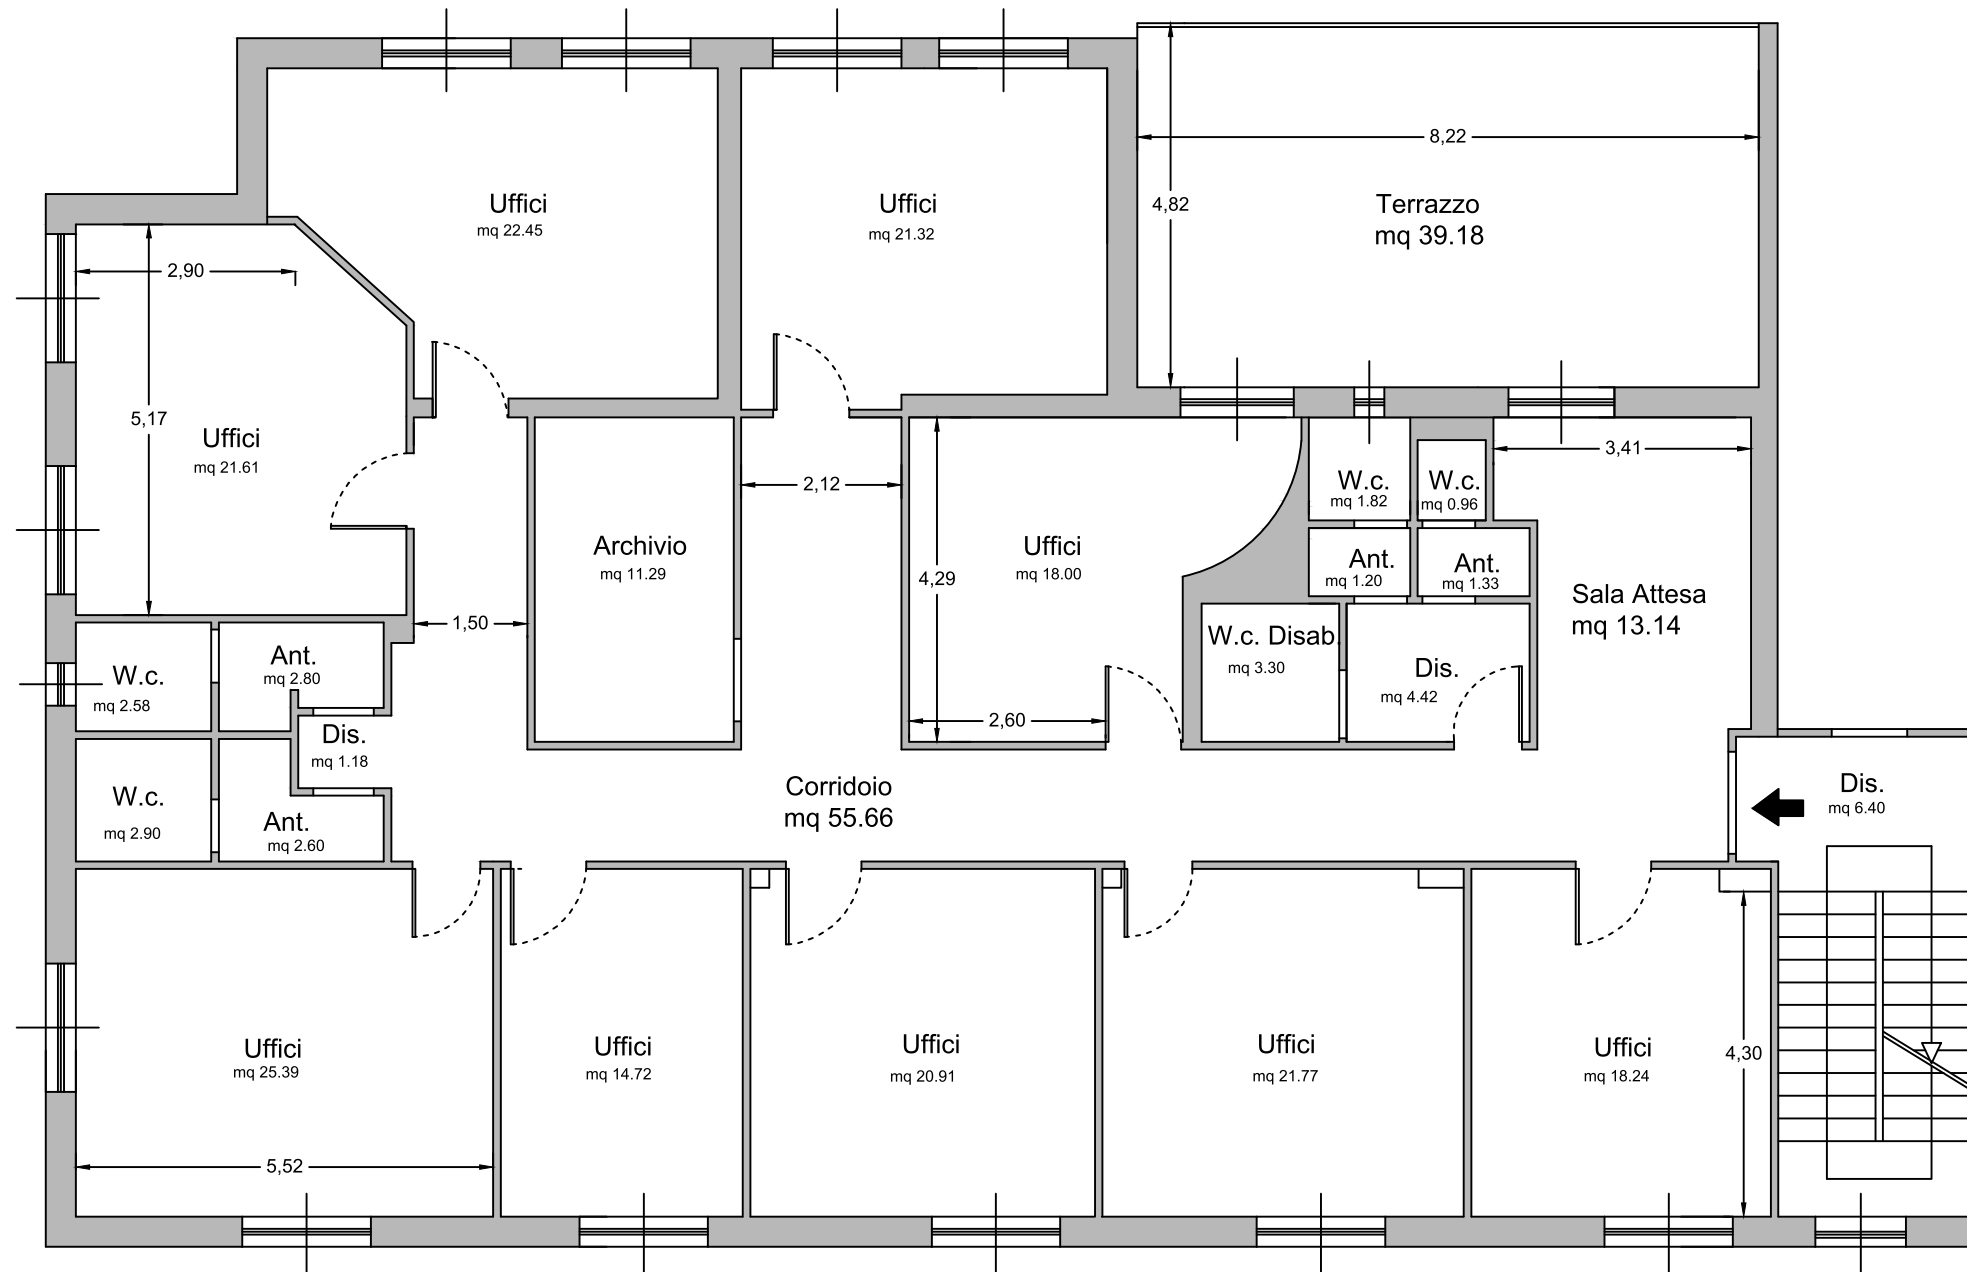 8,22
Uffici
mq 22.45
Uffici
mq 21.32
4,82
Terrazzo
mq 39.18
2,90
5,17
Uffici
mq 21.61
3,41
2,12
W.c.
mq 1.82
W.c.
mq 0.96
Archivio
mq 11.29
Uffici
mq 18.00
4,29
Ant.
mq 1.20
Ant.
mq 1.33
Sala Attesa
mq 13.14
1,50
W.c. Disab.
mq 3.30
Ant.
mq 2.80
W.c.
mq 2.58
Dis.
mq 4.42
2,60
Dis.
mq 1.18
Corridoio
mq 55.66
Dis.
mq 6.40
W.c.
mq 2.90
Ant.
mq 2.60
Uffici
mq 25.39
Uffici
mq 14.72
Uffici
mq 20.91
Uffici
mq 21.77
Uffici
mq 18.24
4,30
5,52